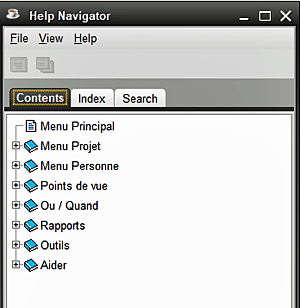 Help Navigator
File View Help
Contents Index Search
Menu Principal
Menu Projet
Menu Personne
Points de vue
Ou / Quand
Rapports
Outils
Aider